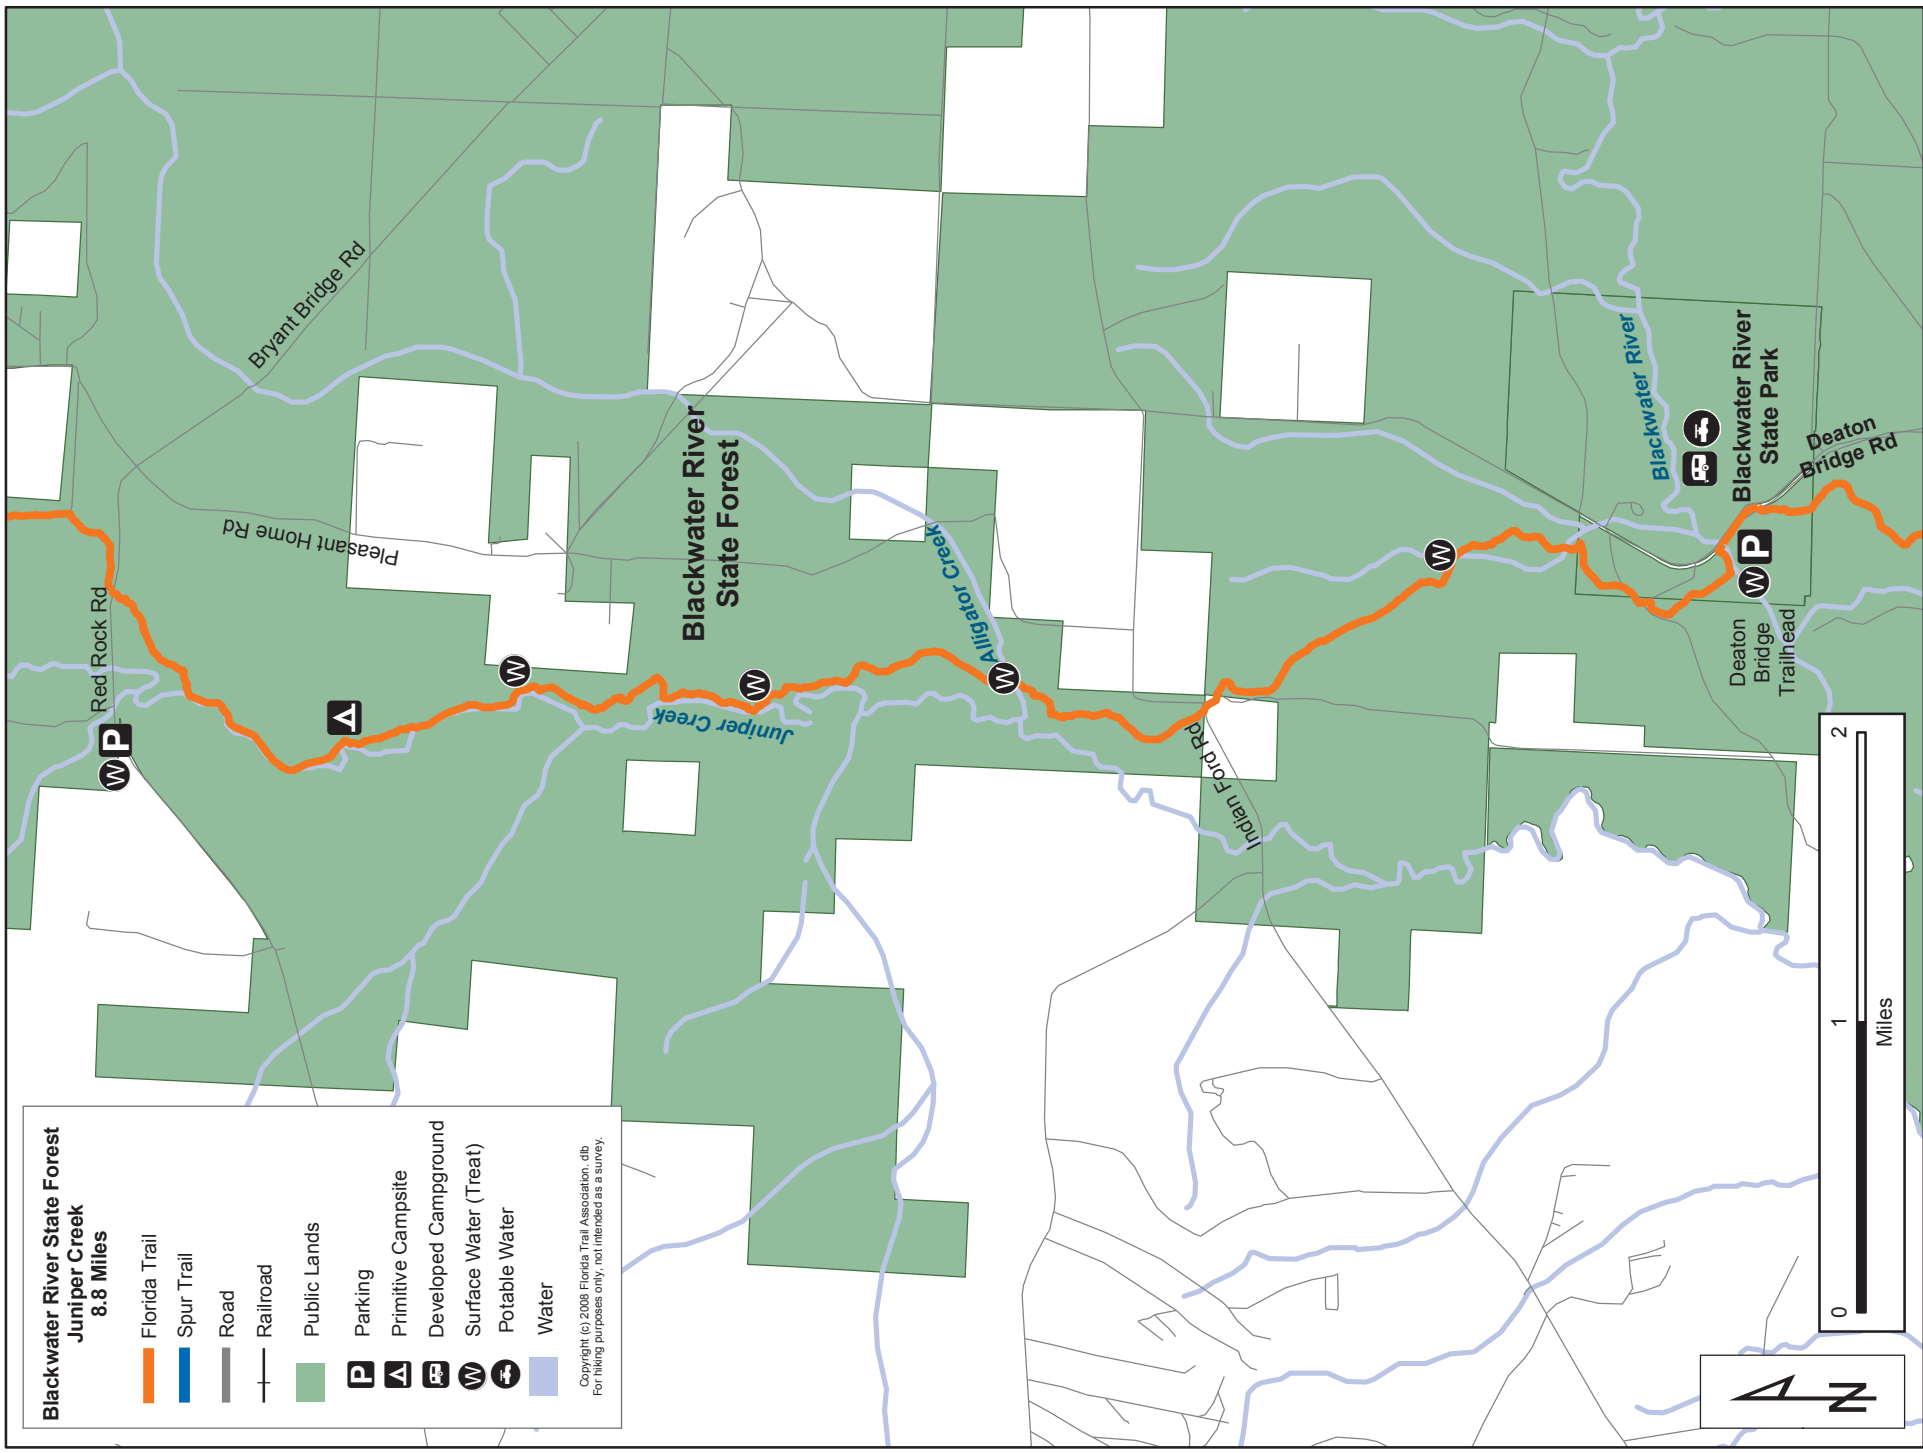 Blackwater River State Forest
Juniper Creek
8.8 Miles
Florida Trail
Spur Trail
Road
Railroad
Public Lands
P Parking
Primitive Campsite
Developed Campground
W Surface Water (Treat)
Potable Water
Water
Copyright (c) 2008 Florida Trail Association. dlb
For hiking purposes only, not intended as a survey.
Red Rock Rd
W P
Bryant Bridge Rd
Pleasant Home Rd
W
Blackwater River
State Forest
W
Juniper Creek
Alligator Creek
W
Indian Ford Rd
W
Blackwater River
Blackwater River
State Park
Deaton
Bridge Rd
W P
Deaton
Bridge
Trailhead
0 1 2
Miles
N